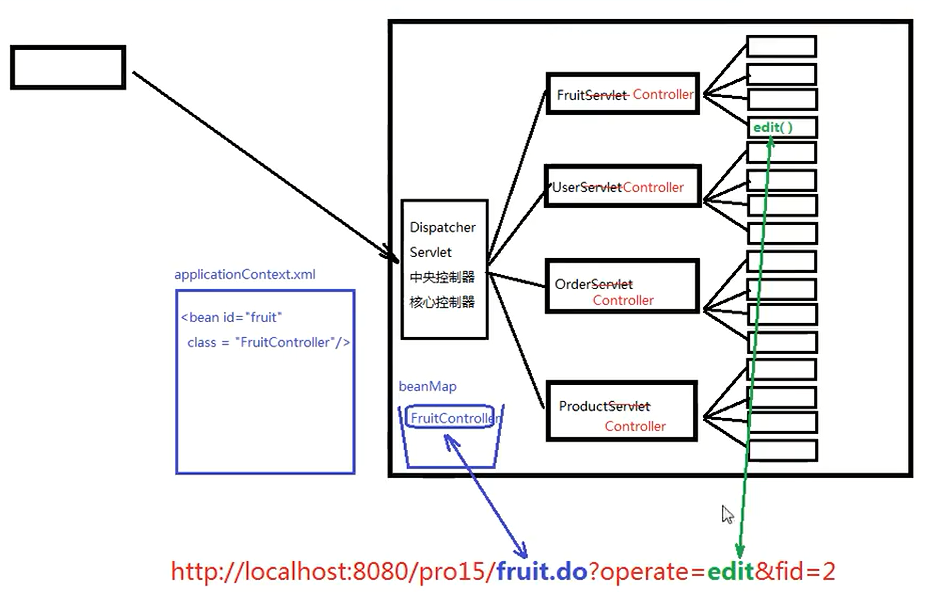 FruitServlet Controller
edit( )
UserServlet Controller
Dispatcher
Servlet
中央控制器
核心控制器
OrderServlet
Controller
applicationContext.xml
<bean id="fruit"
class = "FruitController"/>
beanMap
FruitController
ProductServlet
Controller
http://localhost:8080/pro15/fruit.do?operate=edit&fid=2